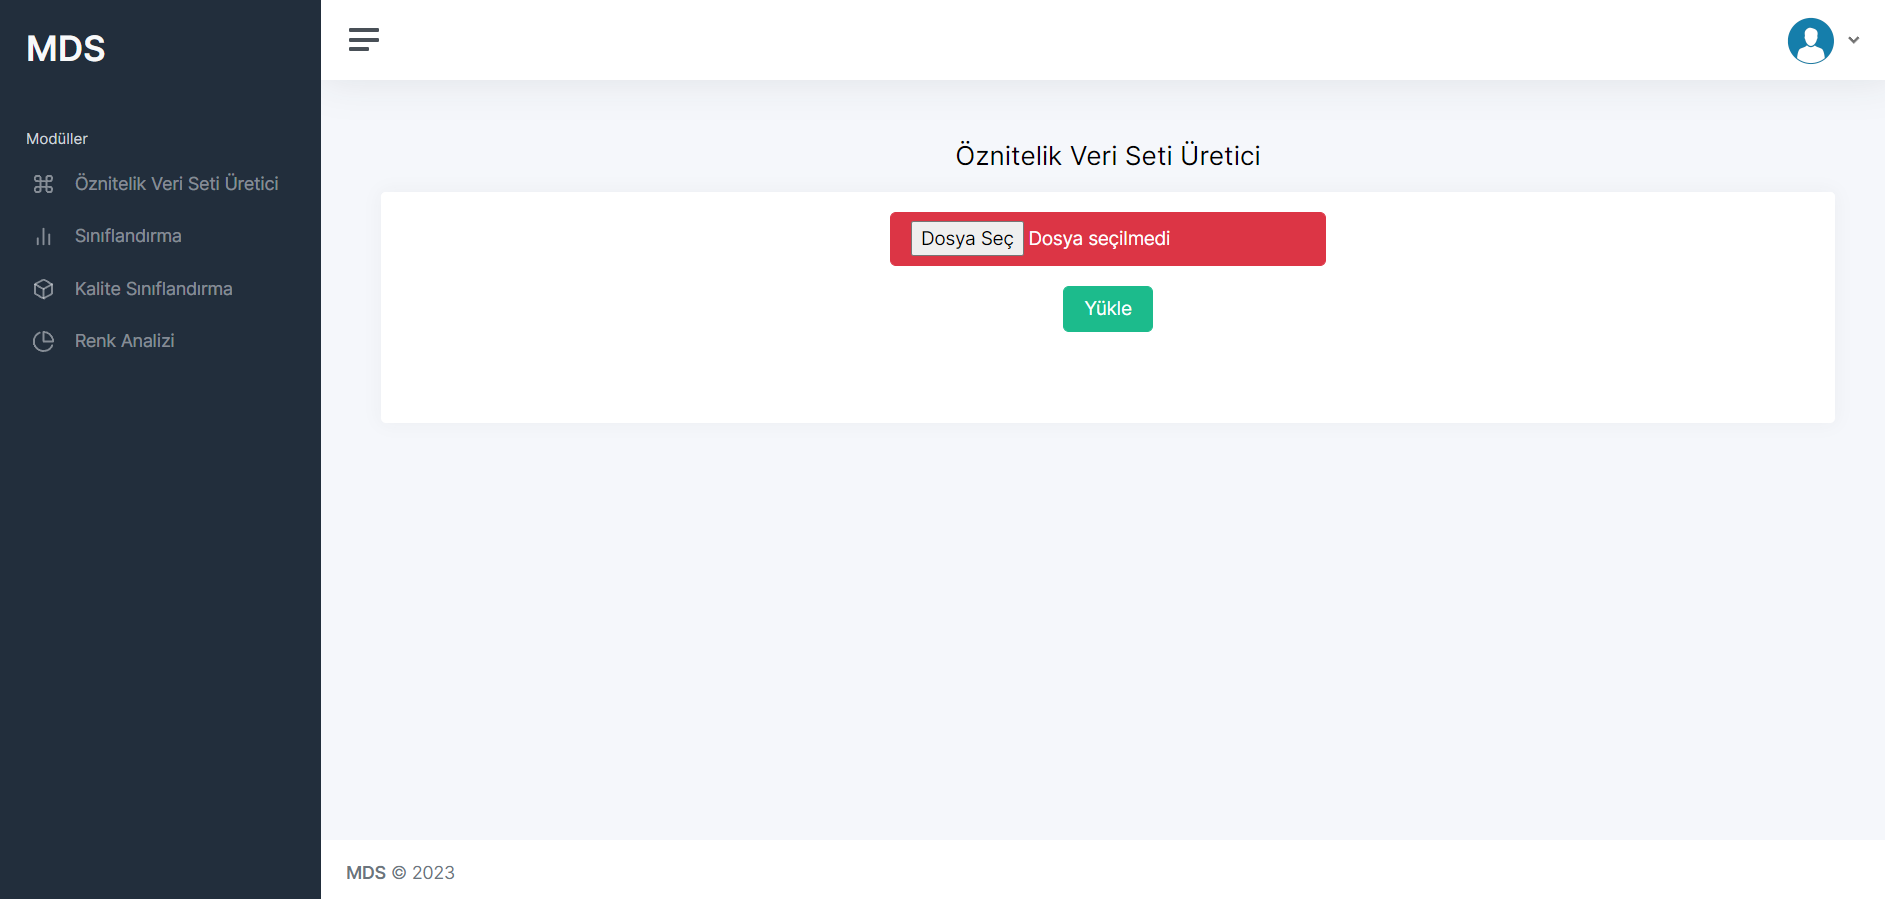 MDS
Modüller
Öznitelik Veri Seti Üretici
Sınıflandırma
Kalite Sınıflandırma
Renk Analizi
Öznitelik Veri Seti Üretici
Dosya Seç Dosya seçilmedi
Yükle
MDS © 2023